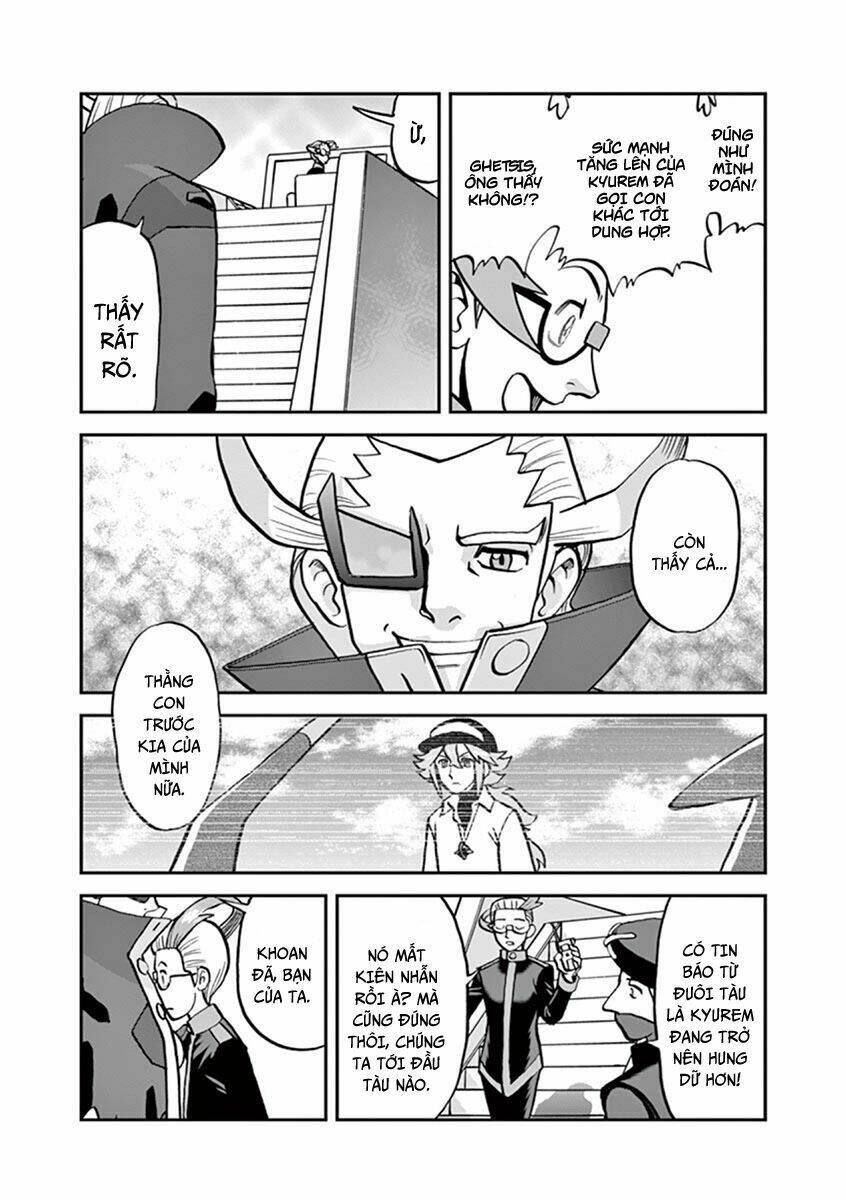 ĐÚNG
NHƯ
MÌNH
ĐOÁN!
SỨC MẠNH
TĂNG LÊN CỦA
KYUREM ĐÃ
GỌI CON
KHÁC TỚI
DUNG HỢP.
GHETSIS,
ÔNG THẤY
KHÔNG!?
Ừ,
THẤY
RẤT
RÕ.
CÒN
THẤY CẢ...
THẰNG
CON
TRƯỚC
KIA CỦA
MÌNH
NỮA.
CÓ TIN
BÁO TỪ
ĐUÔI TÀU
LÀ KYUREM
ĐANG TRỞ
NÊN HUNG
DỮ HƠN!
NÓ MẤT
KIÊN NHẪN
RỒI À? MÀ
CŨNG ĐÚNG
THÔI, CHÚNG
TA TỚI ĐẦU
TÀU NÀO.
KHOAN
ĐÃ, BẠN
CỦA TA.